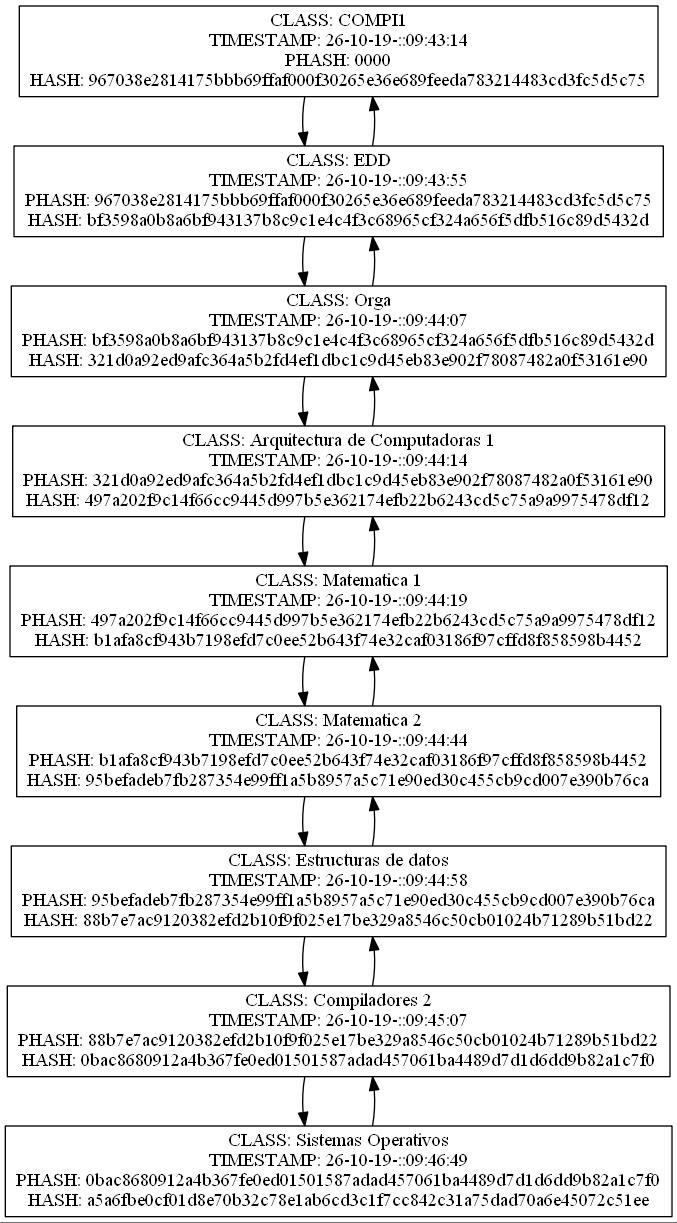 CLASS: COMPI1
TIMESTAMP: 26-10-19-::09:43:14
PHASH: 0000
HASH: 967038e2814175bbb69ffaf000f30265e36e689feeda783214483cd3fc5d5c75
CLASS: EDD
TIMESTAMP: 26-10-19-::09:43:55
PHASH: 967038e2814175bbb69ffaf000f30265e36e689feeda783214483cd3fc5d5c75
HASH: bf3598a0b8a6bf943137b8c9c1e4c4f3c68965cf324a656f5dfb516c89d5432d
CLASS: Orga
TIMESTAMP: 26-10-19-::09:44:07
PHASH: bf3598a0b8a6bf943137b8c9c1e4c4f3c68965cf324a656f5dfb516c89d5432d
HASH: 321d0a92ed9afc364a5b2fd4ef1dbc1c9d45eb83e902f78087482a0f53161e90
CLASS: Arquitectura de Computadoras 1
TIMESTAMP: 26-10-19-::09:44:14
PHASH: 321d0a92ed9afc364a5b2fd4ef1dbc1c9d45eb83e902f78087482a0f53161e90
HASH: 497a202f9c14f66cc9445d997b5e362174efb22b6243cd5c75a9a9975478df12
CLASS: Matematica 1
TIMESTAMP: 26-10-19-::09:44:19
PHASH: 497a202f9c14f66cc9445d997b5e362174efb22b6243cd5c75a9a9975478df12
HASH: b1afa8cf943b7198efd7c0ee52b643f74e32caf03186f97cffd8f858598b4452
CLASS: Matematica 2
TIMESTAMP: 26-10-19-::09:44:44
PHASH: b1afa8cf943b7198efd7c0ee52b643f74e32caf03186f97cffd8f858598b4452
HASH: 95befadeb7fb287354e99ff1a5b8957a5c71e90ed30c455cb9cd007e390b76ca
CLASS: Estructuras de datos
TIMESTAMP: 26-10-19-::09:44:58
PHASH: 95befadeb7fb287354e99ff1a5b8957a5c71e90ed30c455cb9cd007e390b76ca
HASH: 88b7e7ac9120382efd2b10f9f025e17be329a8546c50cb01024b71289b51bd22
CLASS: Compiladores 2
TIMESTAMP: 26-10-19-::09:45:07
PHASH: 88b7e7ac9120382efd2b10f9f025e17be329a8546c50cb01024b71289b51bd22
HASH: 0bac8680912a4b367fe0ed01501587adad457061ba4489d7d1d6dd9b82a1c7f0
CLASS: Sistemas Operativos
TIMESTAMP: 26-10-19-::09:46:49
PHASH: 0bac8680912a4b367fe0ed01501587adad457061ba4489d7d1d6dd9b82a1c7f0
HASH: a5a6fbe0cf01d8e70b32c78e1ab6cd3c1f7cc842c31a75dad70a6e45072c51ee